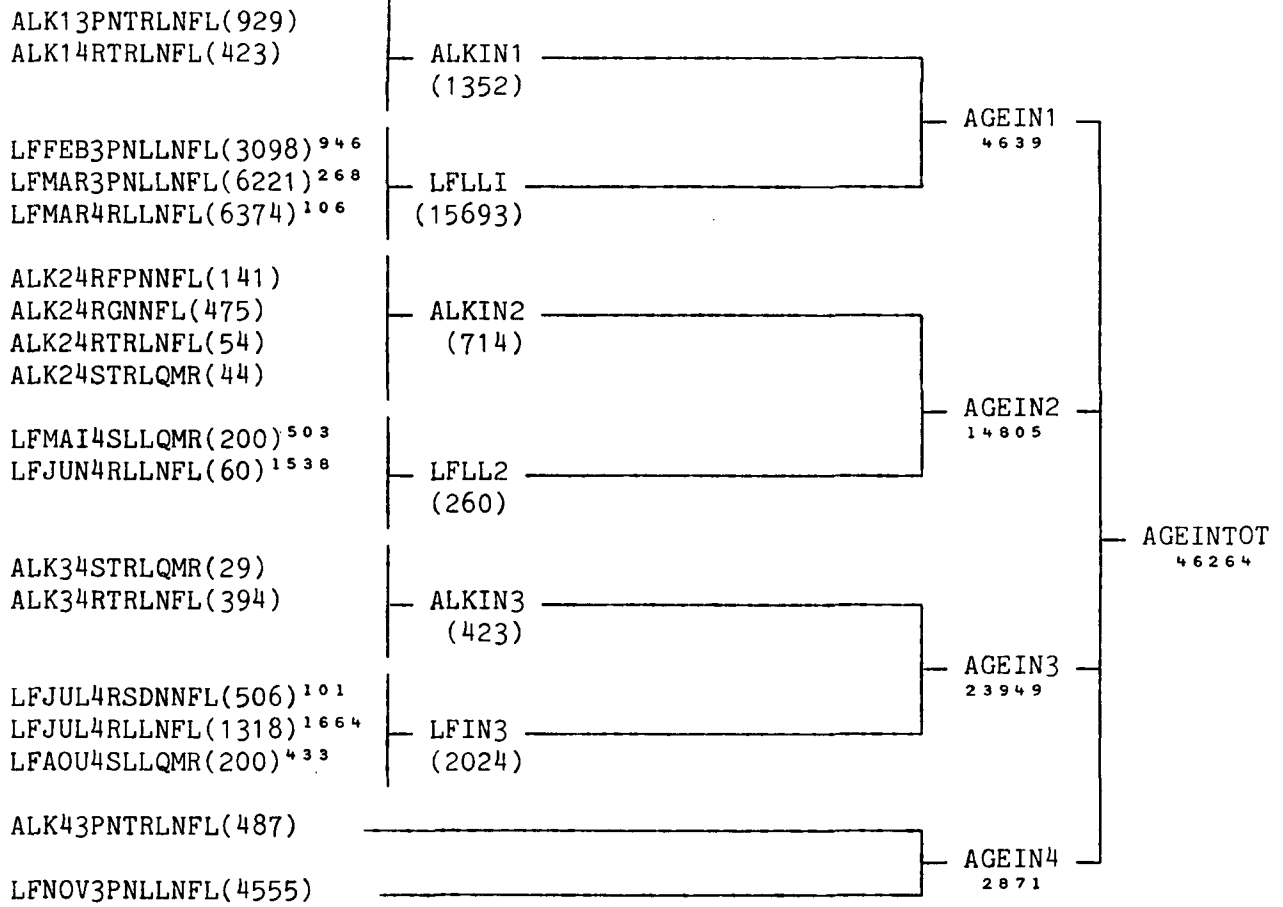 ALK13PNTRLNFL(929)
ALK14RTRLNFL(423)
ALKIN1
(1352)
AGEIN1
4639
LFFEB3PNLLNFL(3098)⁹⁴⁶
LFMAR3PNLLNFL(6221)²⁶⁸
LFMAR4RLLNFL(6374)¹⁰⁶
LFLLI
(15693)
ALK24RFPNNFL(141)
ALK24RGNNFL(475)
ALK24RTRLNFL(54)
ALK24STRLQMR(44)
ALKIN2
(714)
AGEIN2
14805
LFMAI4SLLQMR(200)⁵⁰³
LFJUN4RLLNFL(60)¹⁵³⁸
LFLL2
(260)
AGEINTOT
46264
ALK34STRLQMR(29)
ALK34RTRLNFL(394)
ALKIN3
(423)
AGEIN3
23949
LFJUL4RSDNNFL(506)¹⁰¹
LFJUL4RLLNFL(1318)¹⁶⁶⁴
LFAOU4SLLQMR(200)⁴³³
LFIN3
(2024)
ALK43PNTRLNFL(487)
AGEIN4
2871
LFNOV3PNLLNFL(4555)